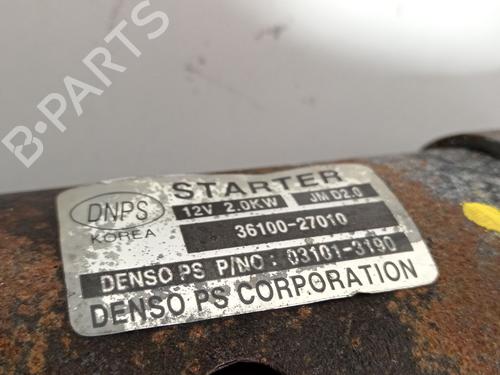 B-PARTS
STARTER
DNPS
KOREA
12V 2.0KW JM D2.0
36100-27010
DENSO PS P/NO : 03101-3190
DENSO PS CORPORATION